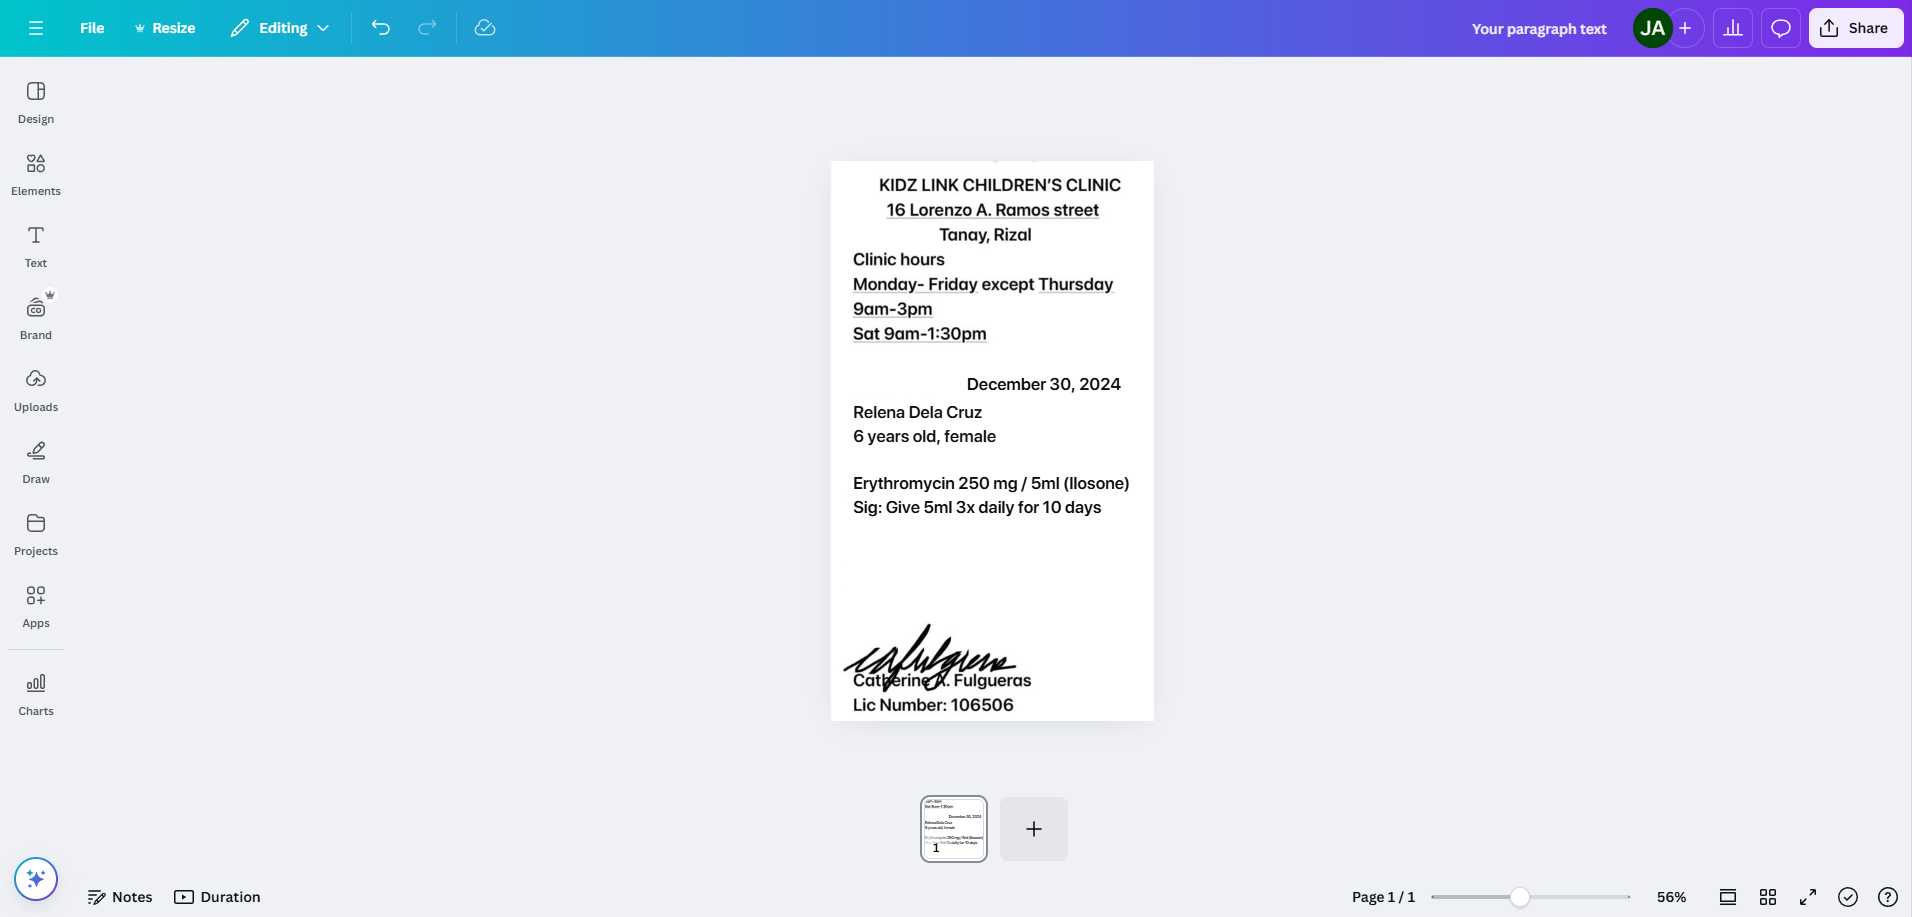 File
Resize
Editing
Your paragraph text
JA
Share
Design
Elements
Text
Brand
Uploads
Draw
Projects
Apps
Charts
KIDZ LINK CHILDREN'S CLINIC
16 Lorenzo A. Ramos street
Tanay, Rizal
Clinic hours
Monday- Friday except Thursday
9am-3pm
Sat 9am-1:30pm
December 30, 2024
Relena Dela Cruz
6 years old, female
Erythromycin 250 mg / 5ml (Ilosone)
Sig: Give 5ml 3x daily for 10 days
Catherine A. Fulgueras
Lic Number: 106506
1
Notes
Duration
Page 1 / 1
56%